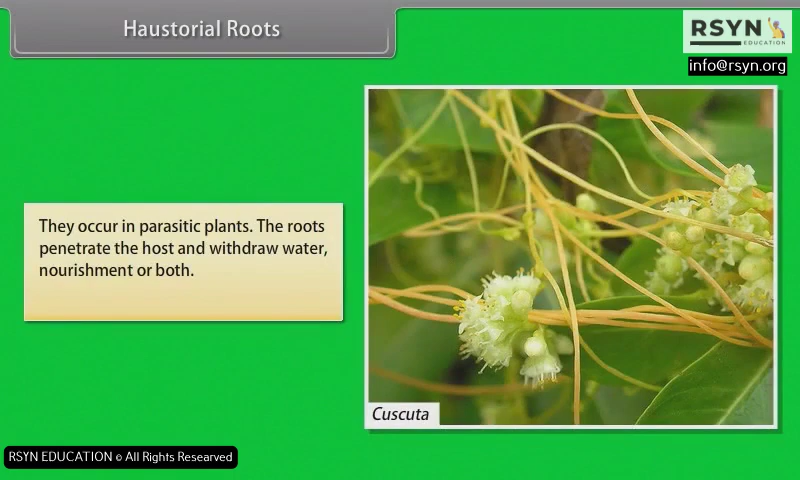 Haustorial Roots
RSYN
EDUCATION
info@rsyn.org
They occur in parasitic plants. The roots
penetrate the host and withdraw water,
nourishment or both.
Cuscuta
RSYN EDUCATION © All Rights Researved